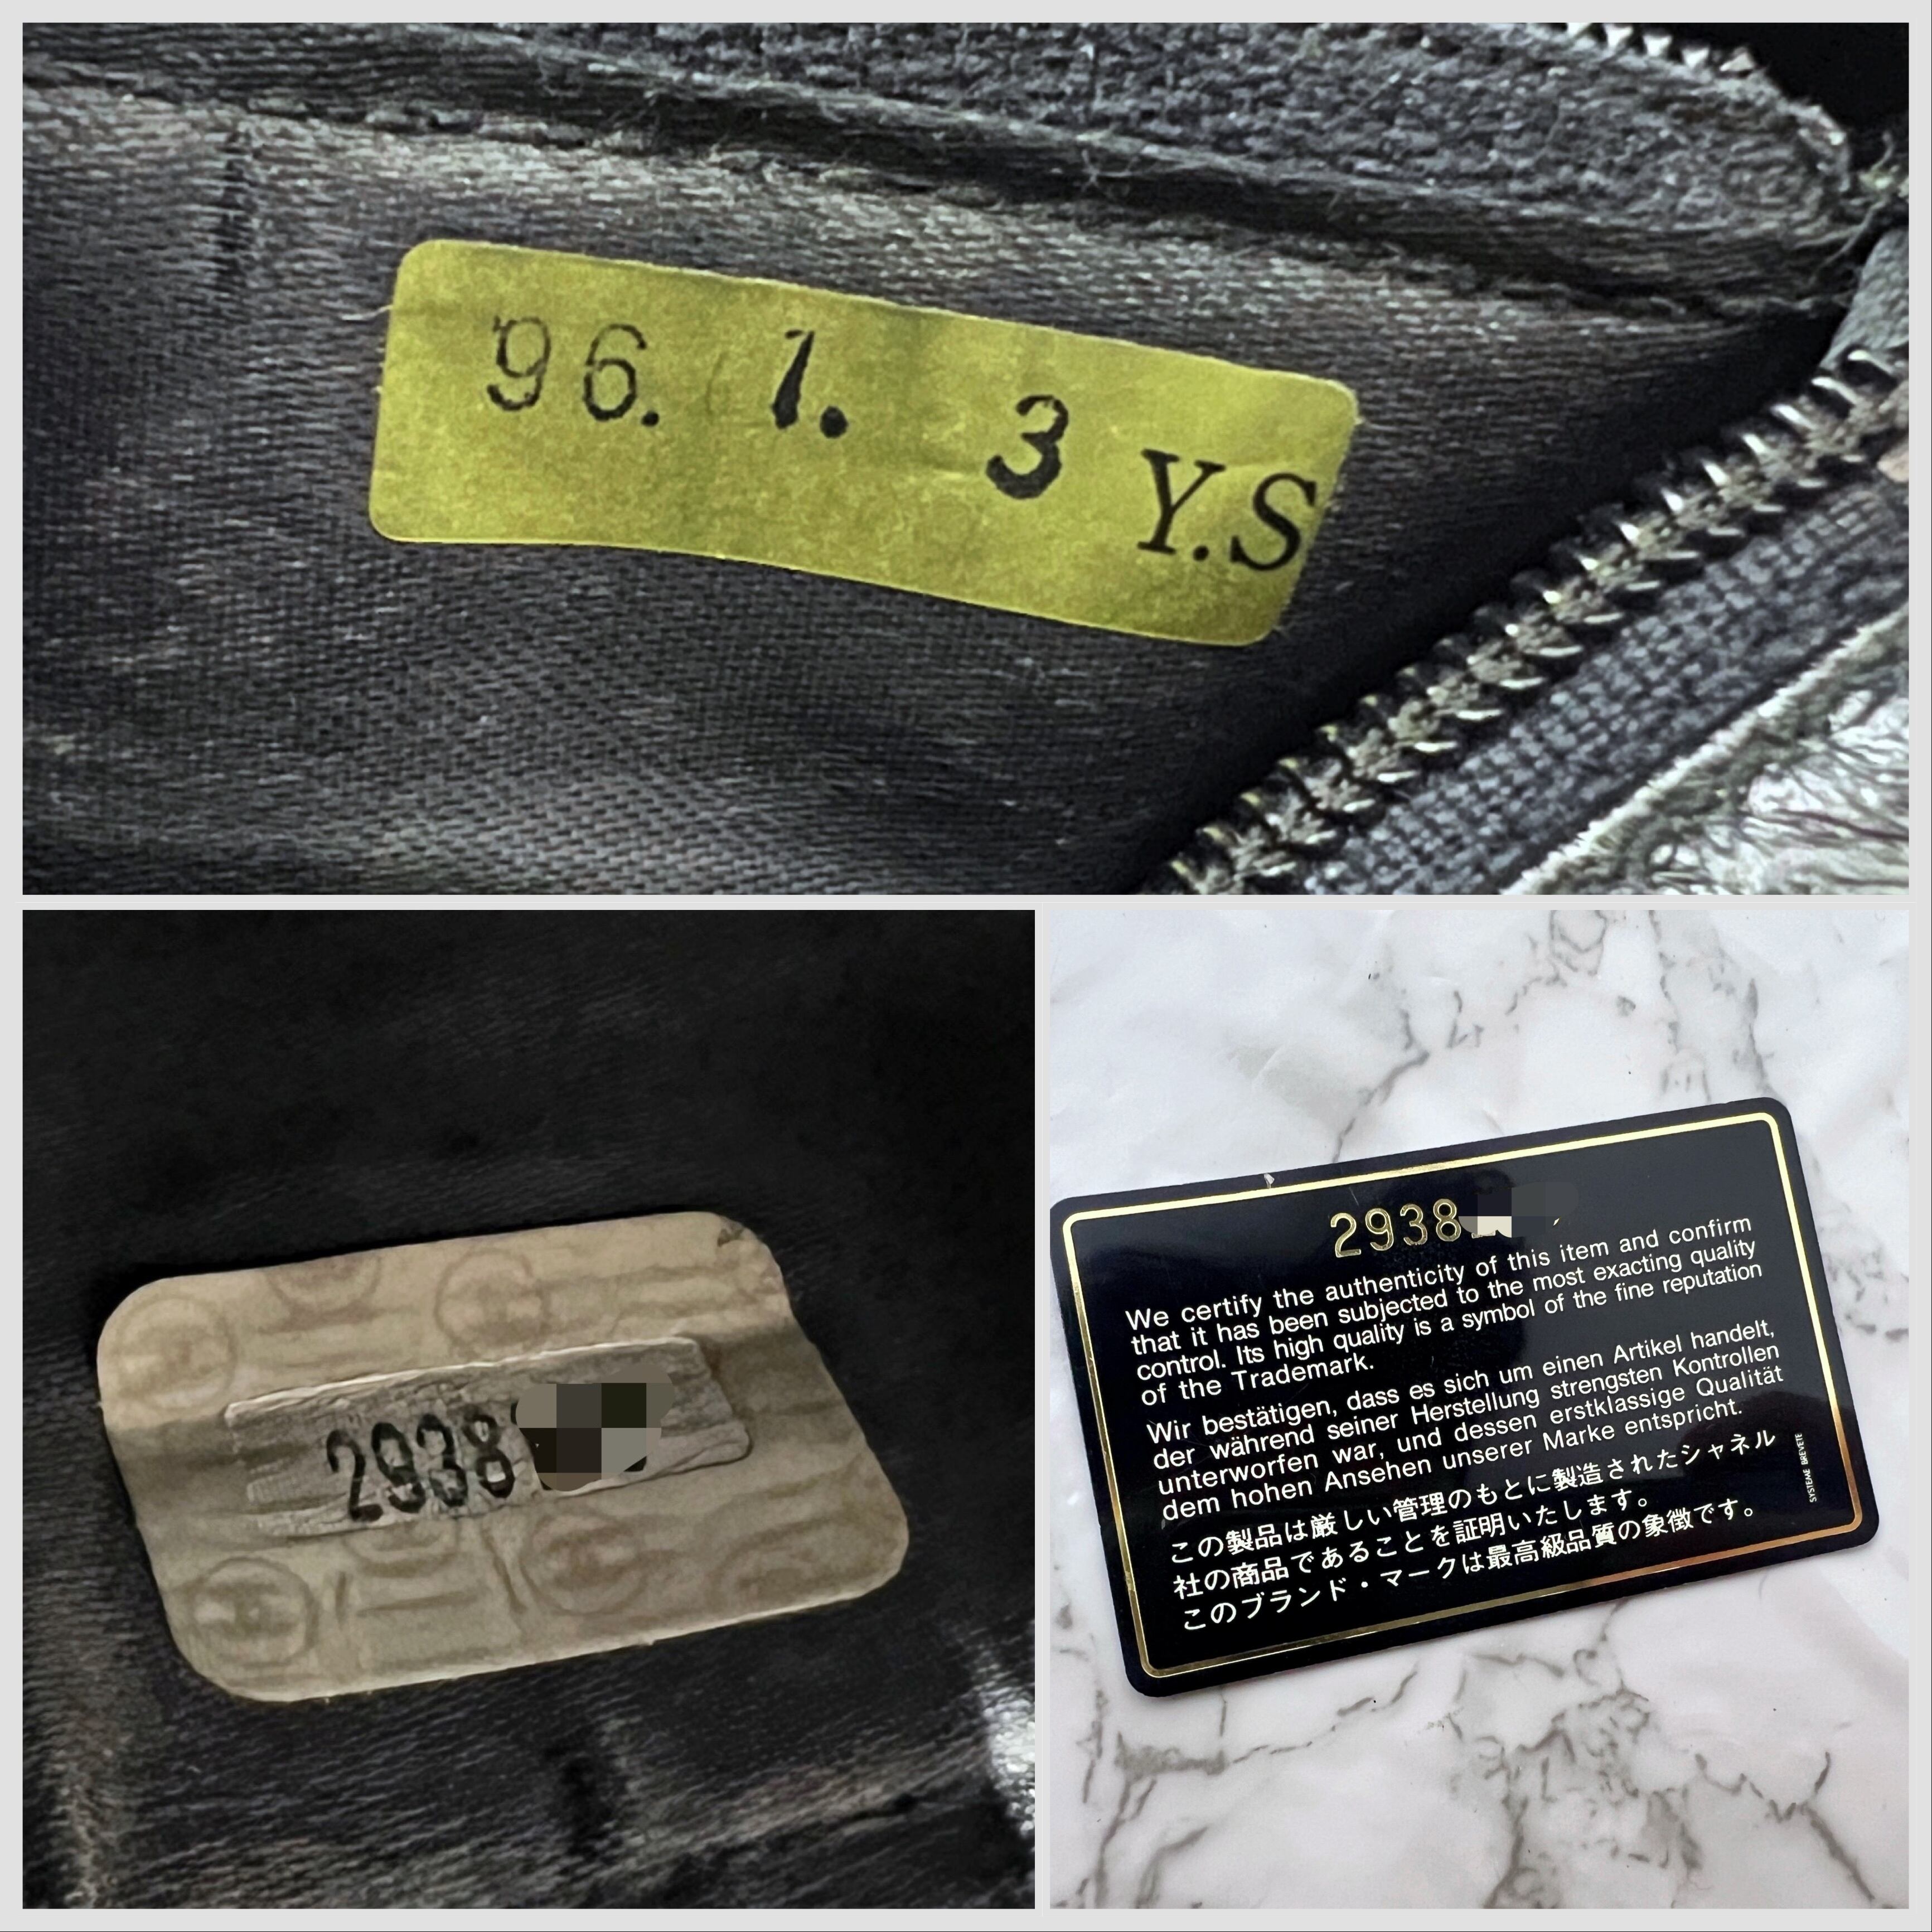 96. 1. 3 Y.S
2938
2938
We certify the authenticity of this item and confirm
that it has been subjected to the most exacting quality
control. Its high quality is a symbol of the fine reputation
of the Trademark.
Wir bestätigen, dass es sich um einen Artikel handelt,
der während seiner Herstellung strengsten Kontrollen
unterworfen war, und dessen erstklassige Qualität
dem hohen Ansehen unserer Marke entspricht.
この製品は厳しい管理のもとに製造されたシャネル
社の商品であることを証明いたします。
このブランド・マークは最高級品質の象徴です。
SYSTEME BREVETE